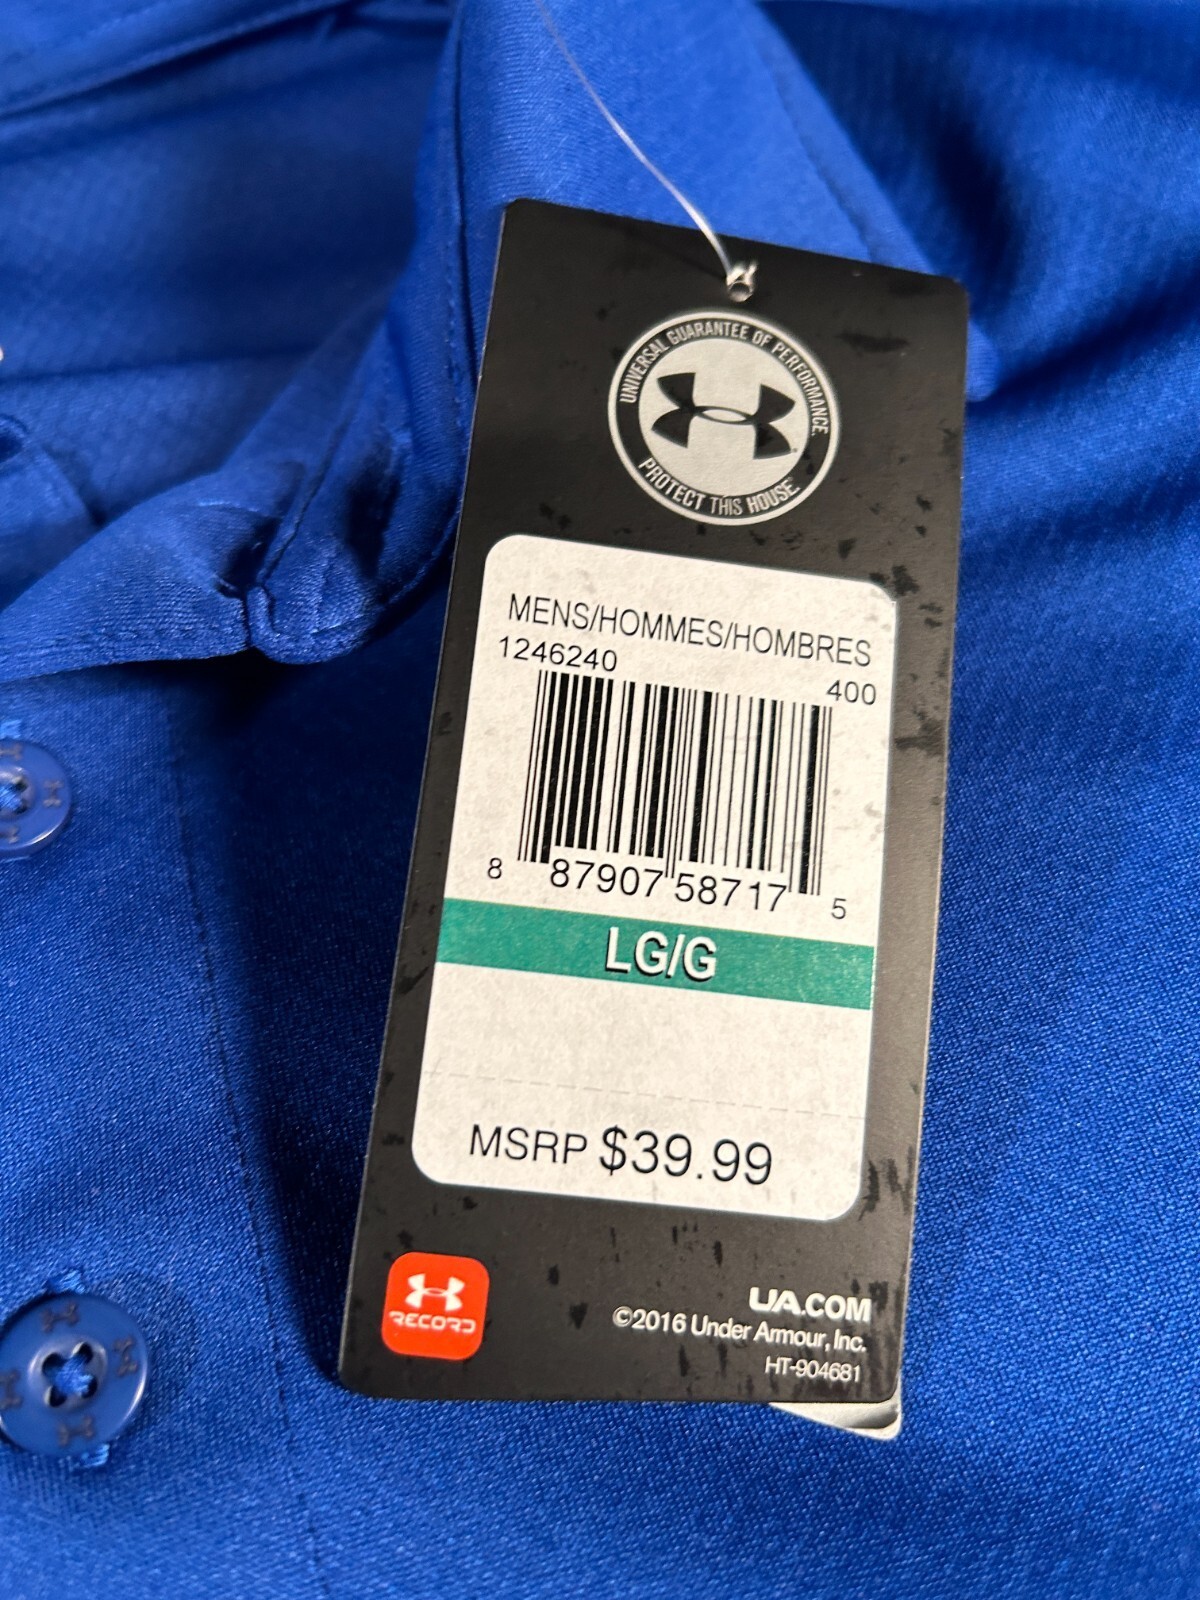 UNIVERSAL GUARANTEE OF PERFORMANCE.
PROTECT THIS HOUSE.
MENS/HOMMES/HOMBRES
1246240
400
8 87907 58717 5
LG/G
MSRP $39.99
RECORD
UA.COM
©2016 Under Armour, Inc.
HT-904681